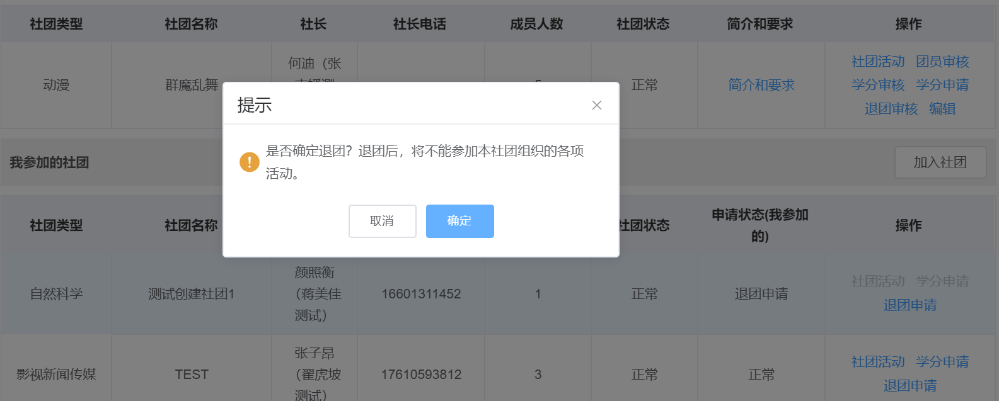 社团类型 社团名称 社长 社长电话 成员人数 社团状态 简介和要求 操作
何迪（张
动漫 群魔乱舞 正常 简介和要求
社团活动 团员审核
学分审核 学分申请
退团审核 编辑
提示
是否确定退团？退团后，将不能参加本社团组织的各项
活动。
取消 确定
我参加的社团 加入社团
社团类型 社团名称 社团状态 申请状态(我参加
的) 操作
自然科学 测试创建社团1 颜照衡
（蒋美佳
测试） 16601311452 1 正常 退团申请 社团活动 学分申请
退团申请
影视新闻传媒 TEST 张子昂
（翟虎坡
测试） 17610593812 3 正常 正常 社团活动 学分申请
退团申请